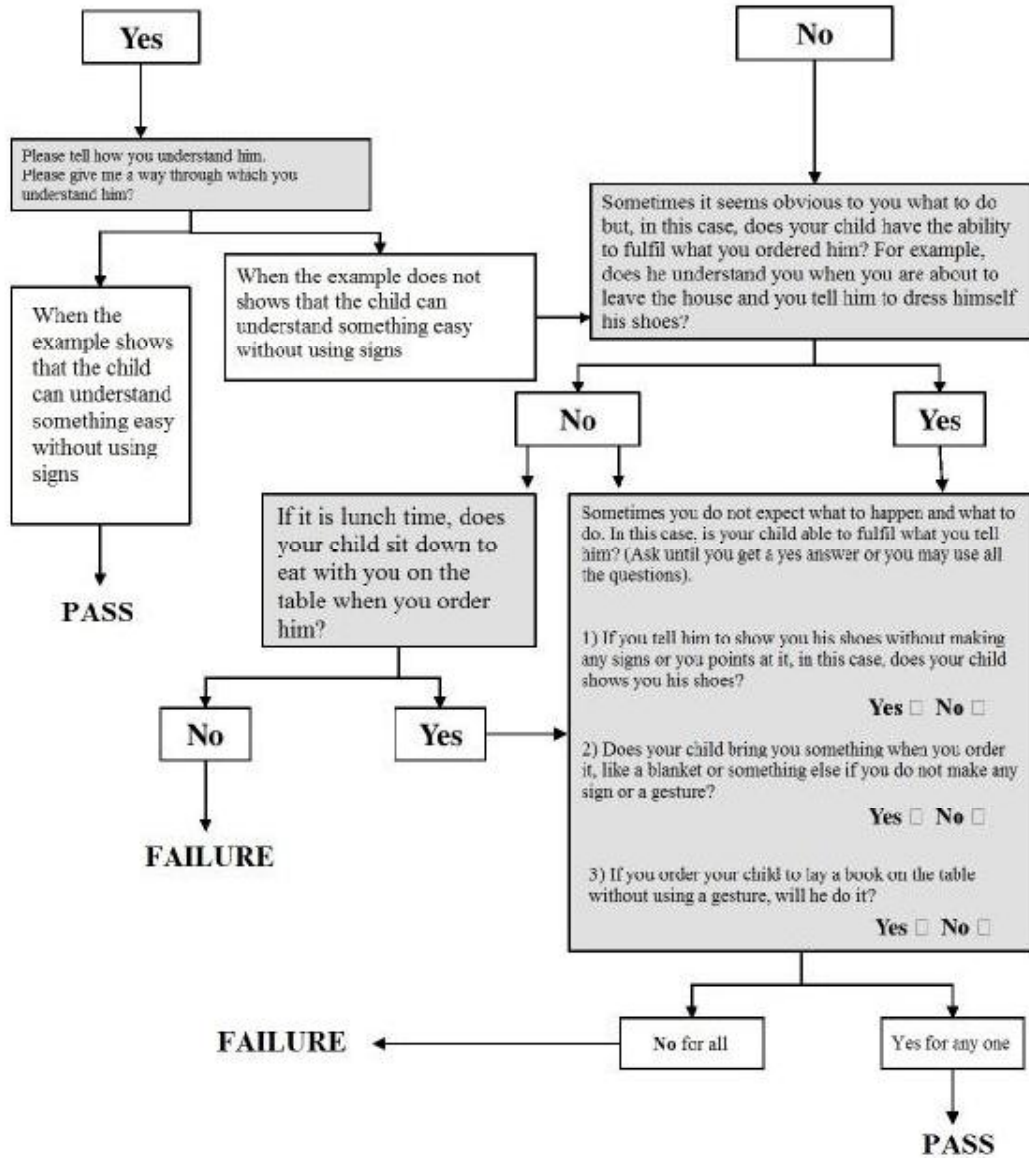 Yes
No
Please tell how you understand him.
Please give me a way through which you
understand him?
Sometimes it seems obvious to you what to do
but, in this case, does your child have the ability
to fulfil what you ordered him? For example,
does he understand you when you are about to
leave the house and you tell him to dress himself
his shoes?
When the
example shows
that the child
can understand
something easy
without using
signs
When the example does not
shows that the child can
understand something easy
without using signs
No
Yes
PASS
If it is lunch time, does
your child sit down to
eat with you on the
table when you order
him?
Sometimes you do not expect what to happen and what to
do. In this case, is your child able to fulfil what you tell
him? (Ask until you get a yes answer or you may use all
the questions).
1) If you tell him to show you his shoes without making
any signs or you points at it, in this case, does your child
shows you his shoes?
Yes □ No □
2) Does your child bring you something when you order
it, like a blanket or something else if you do not make any
sign or a gesture?
Yes □ No □
3) If you order your child to lay a book on the table
without using a gesture, will he do it?
Yes □ No □
No
Yes
FAILURE
No for all
Yes for any one
FAILURE
PASS